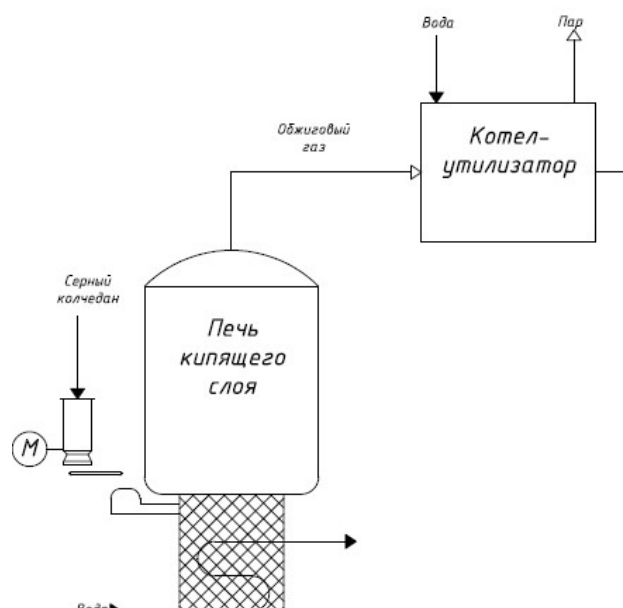 Вода
Пар
Котел-
утилизатор
Обжиговый
газ
Серный
колчедан
Печь
кипящего
слоя
М
Вода